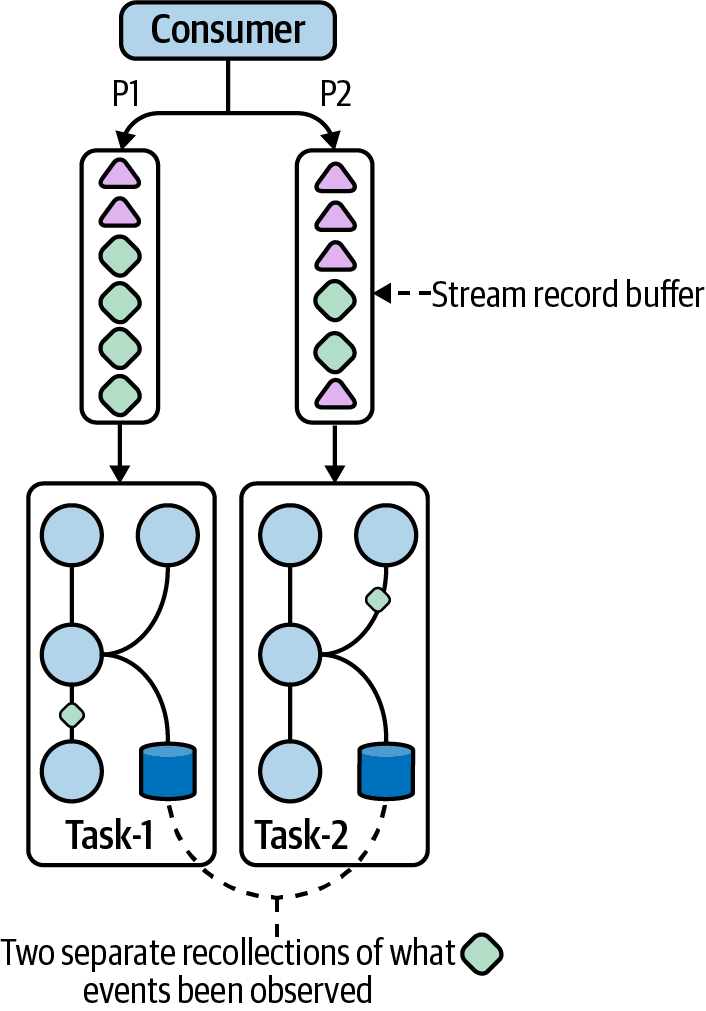 Consumer
P1
P2
Stream record buffer
Task-1
Task-2
Two separate recollections of what
events been observed